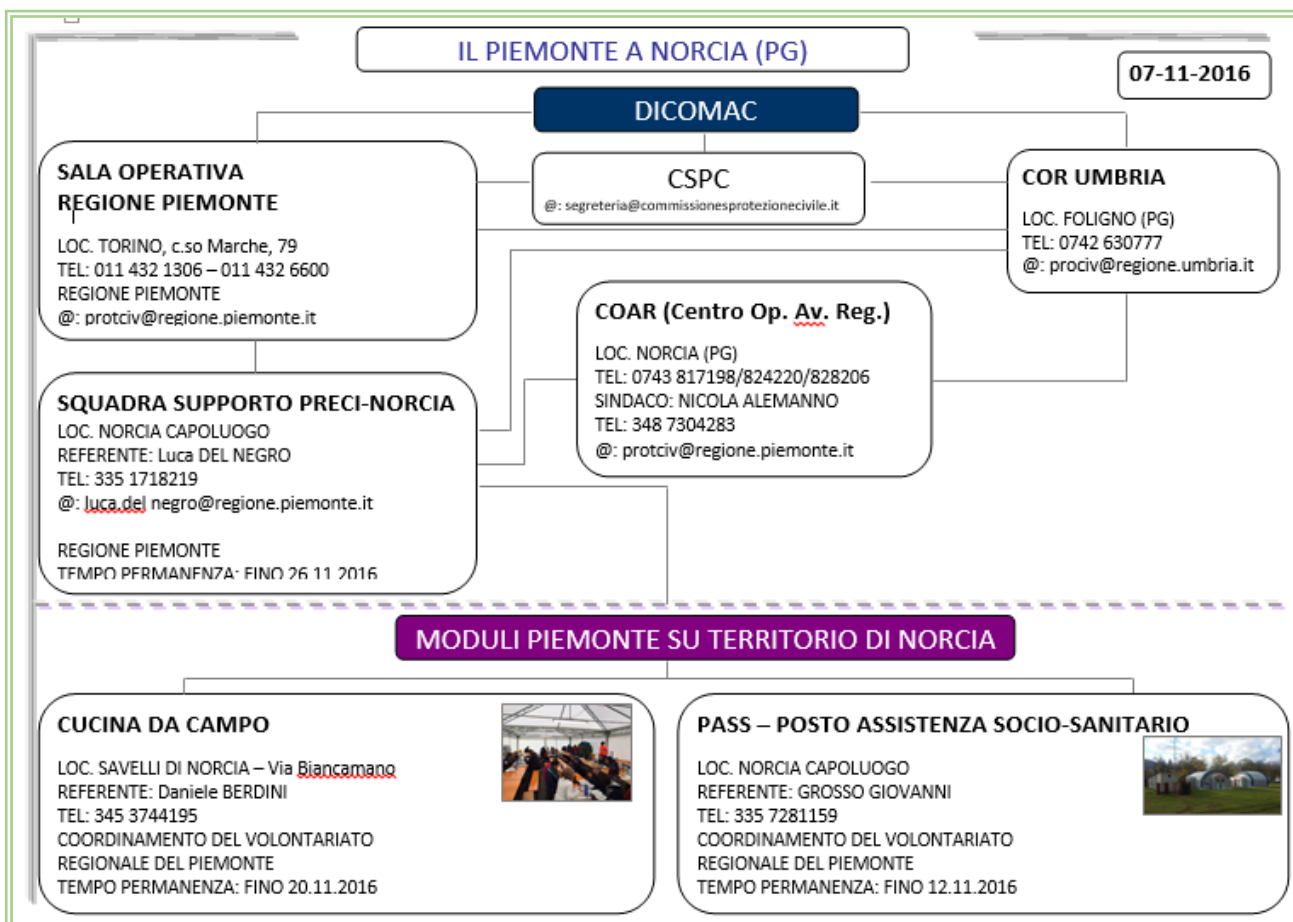 IL PIEMONTE A NORCIA (PG)
07-11-2016
DICOMAC
SALA OPERATIVA
REGIONE PIEMONTE
LOC. TORINO, c.so Marche, 79
TEL: 011 432 1306 – 011 432 6600
REGIONE PIEMONTE
@: protciv@regione.piemonte.it
CSPC
@: segreteria@commissionesprotezionecivile.it
COR UMBRIA
LOC. FOLIGNO (PG)
TEL: 0742 630777
@: prociv@regione.umbria.it
COAR (Centro Op. Av. Reg.)
LOC. NORCIA (PG)
TEL: 0743 817198/824220/828206
SINDACO: NICOLA ALEMANNO
TEL: 348 7304283
@: protciv@regione.piemonte.it
SQUADRA SUPPORTO PRECI-NORCIA
LOC. NORCIA CAPOLUOGO
REFERENTE: Luca DEL NEGRO
TEL: 335 1718219
@: luca.del negro@regione.piemonte.it
REGIONE PIEMONTE
TEMPO PERMANENZA: FINO 26 11 2016
MODULI PIEMONTE SU TERRITORIO DI NORCIA
CUCINA DA CAMPO
LOC. SAVELLI DI NORCIA – Via Biancamano
REFERENTE: Daniele BERDINI
TEL: 345 3744195
COORDINAMENTO DEL VOLONTARIATO
REGIONALE DEL PIEMONTE
TEMPO PERMANENZA: FINO 20.11.2016
PASS – POSTO ASSISTENZA SOCIO-SANITARIO
LOC. NORCIA CAPOLUOGO
REFERENTE: GROSSO GIOVANNI
TEL: 335 7281159
COORDINAMENTO DEL VOLONTARIATO
REGIONALE DEL PIEMONTE
TEMPO PERMANENZA: FINO 12.11.2016